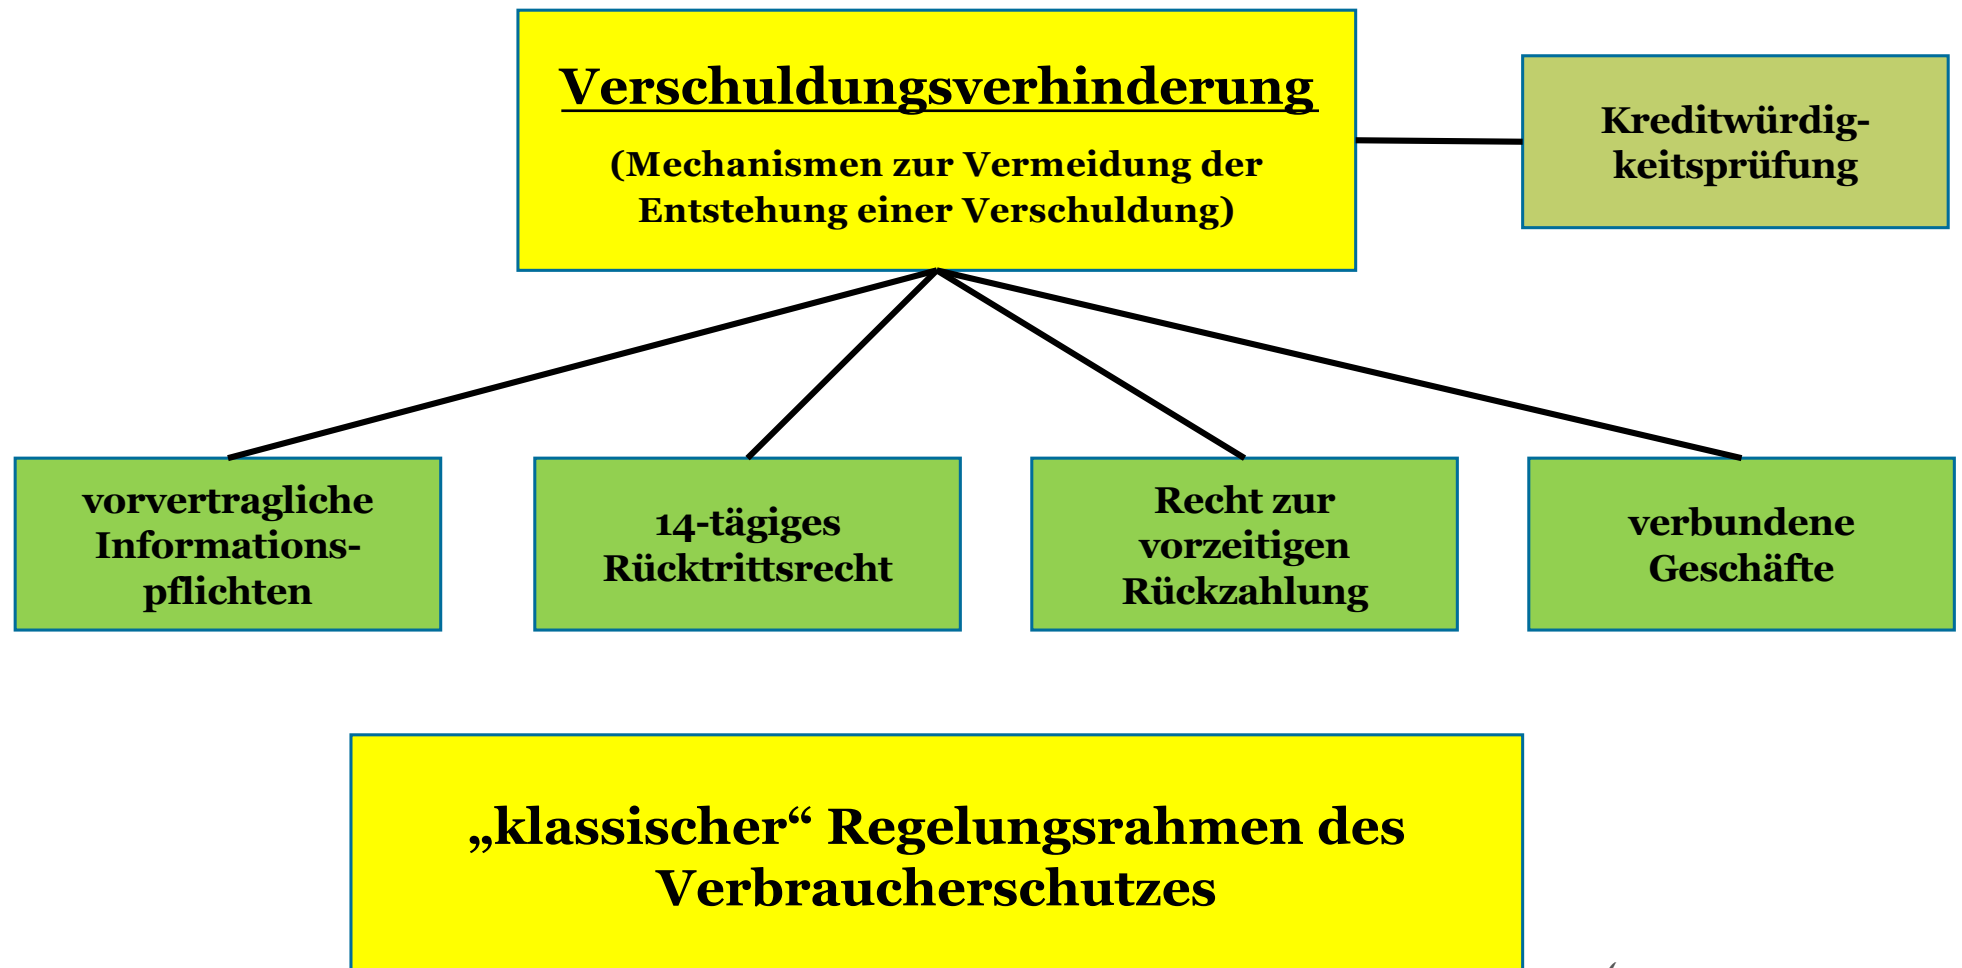 Verschuldungsverhinderung
(Mechanismen zur Vermeidung der
Entstehung einer Verschuldung)
Kreditwürdig-
keitsprüfung
vorvertragliche
Informations-
pflichten
14-tägiges
Rücktrittsrecht
Recht zur
vorzeitigen
Rückzahlung
verbundene
Geschäfte
„klassischer“ Regelungsrahmen des
Verbraucherschutzes